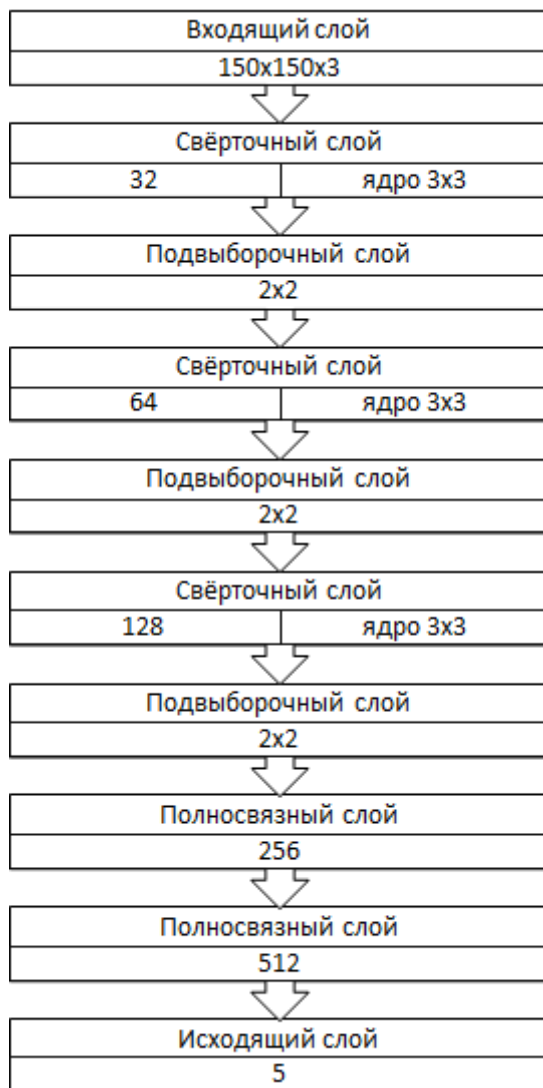 Входящий слой
150x150x3
Свёрточный слой
32 ядро 3x3
Подвыборочный слой
2x2
Свёрточный слой
64 ядро 3x3
Подвыборочный слой
2x2
Свёрточный слой
128 ядро 3x3
Подвыборочный слой
2x2
Полносвязный слой
256
Полносвязный слой
512
Исходящий слой
5